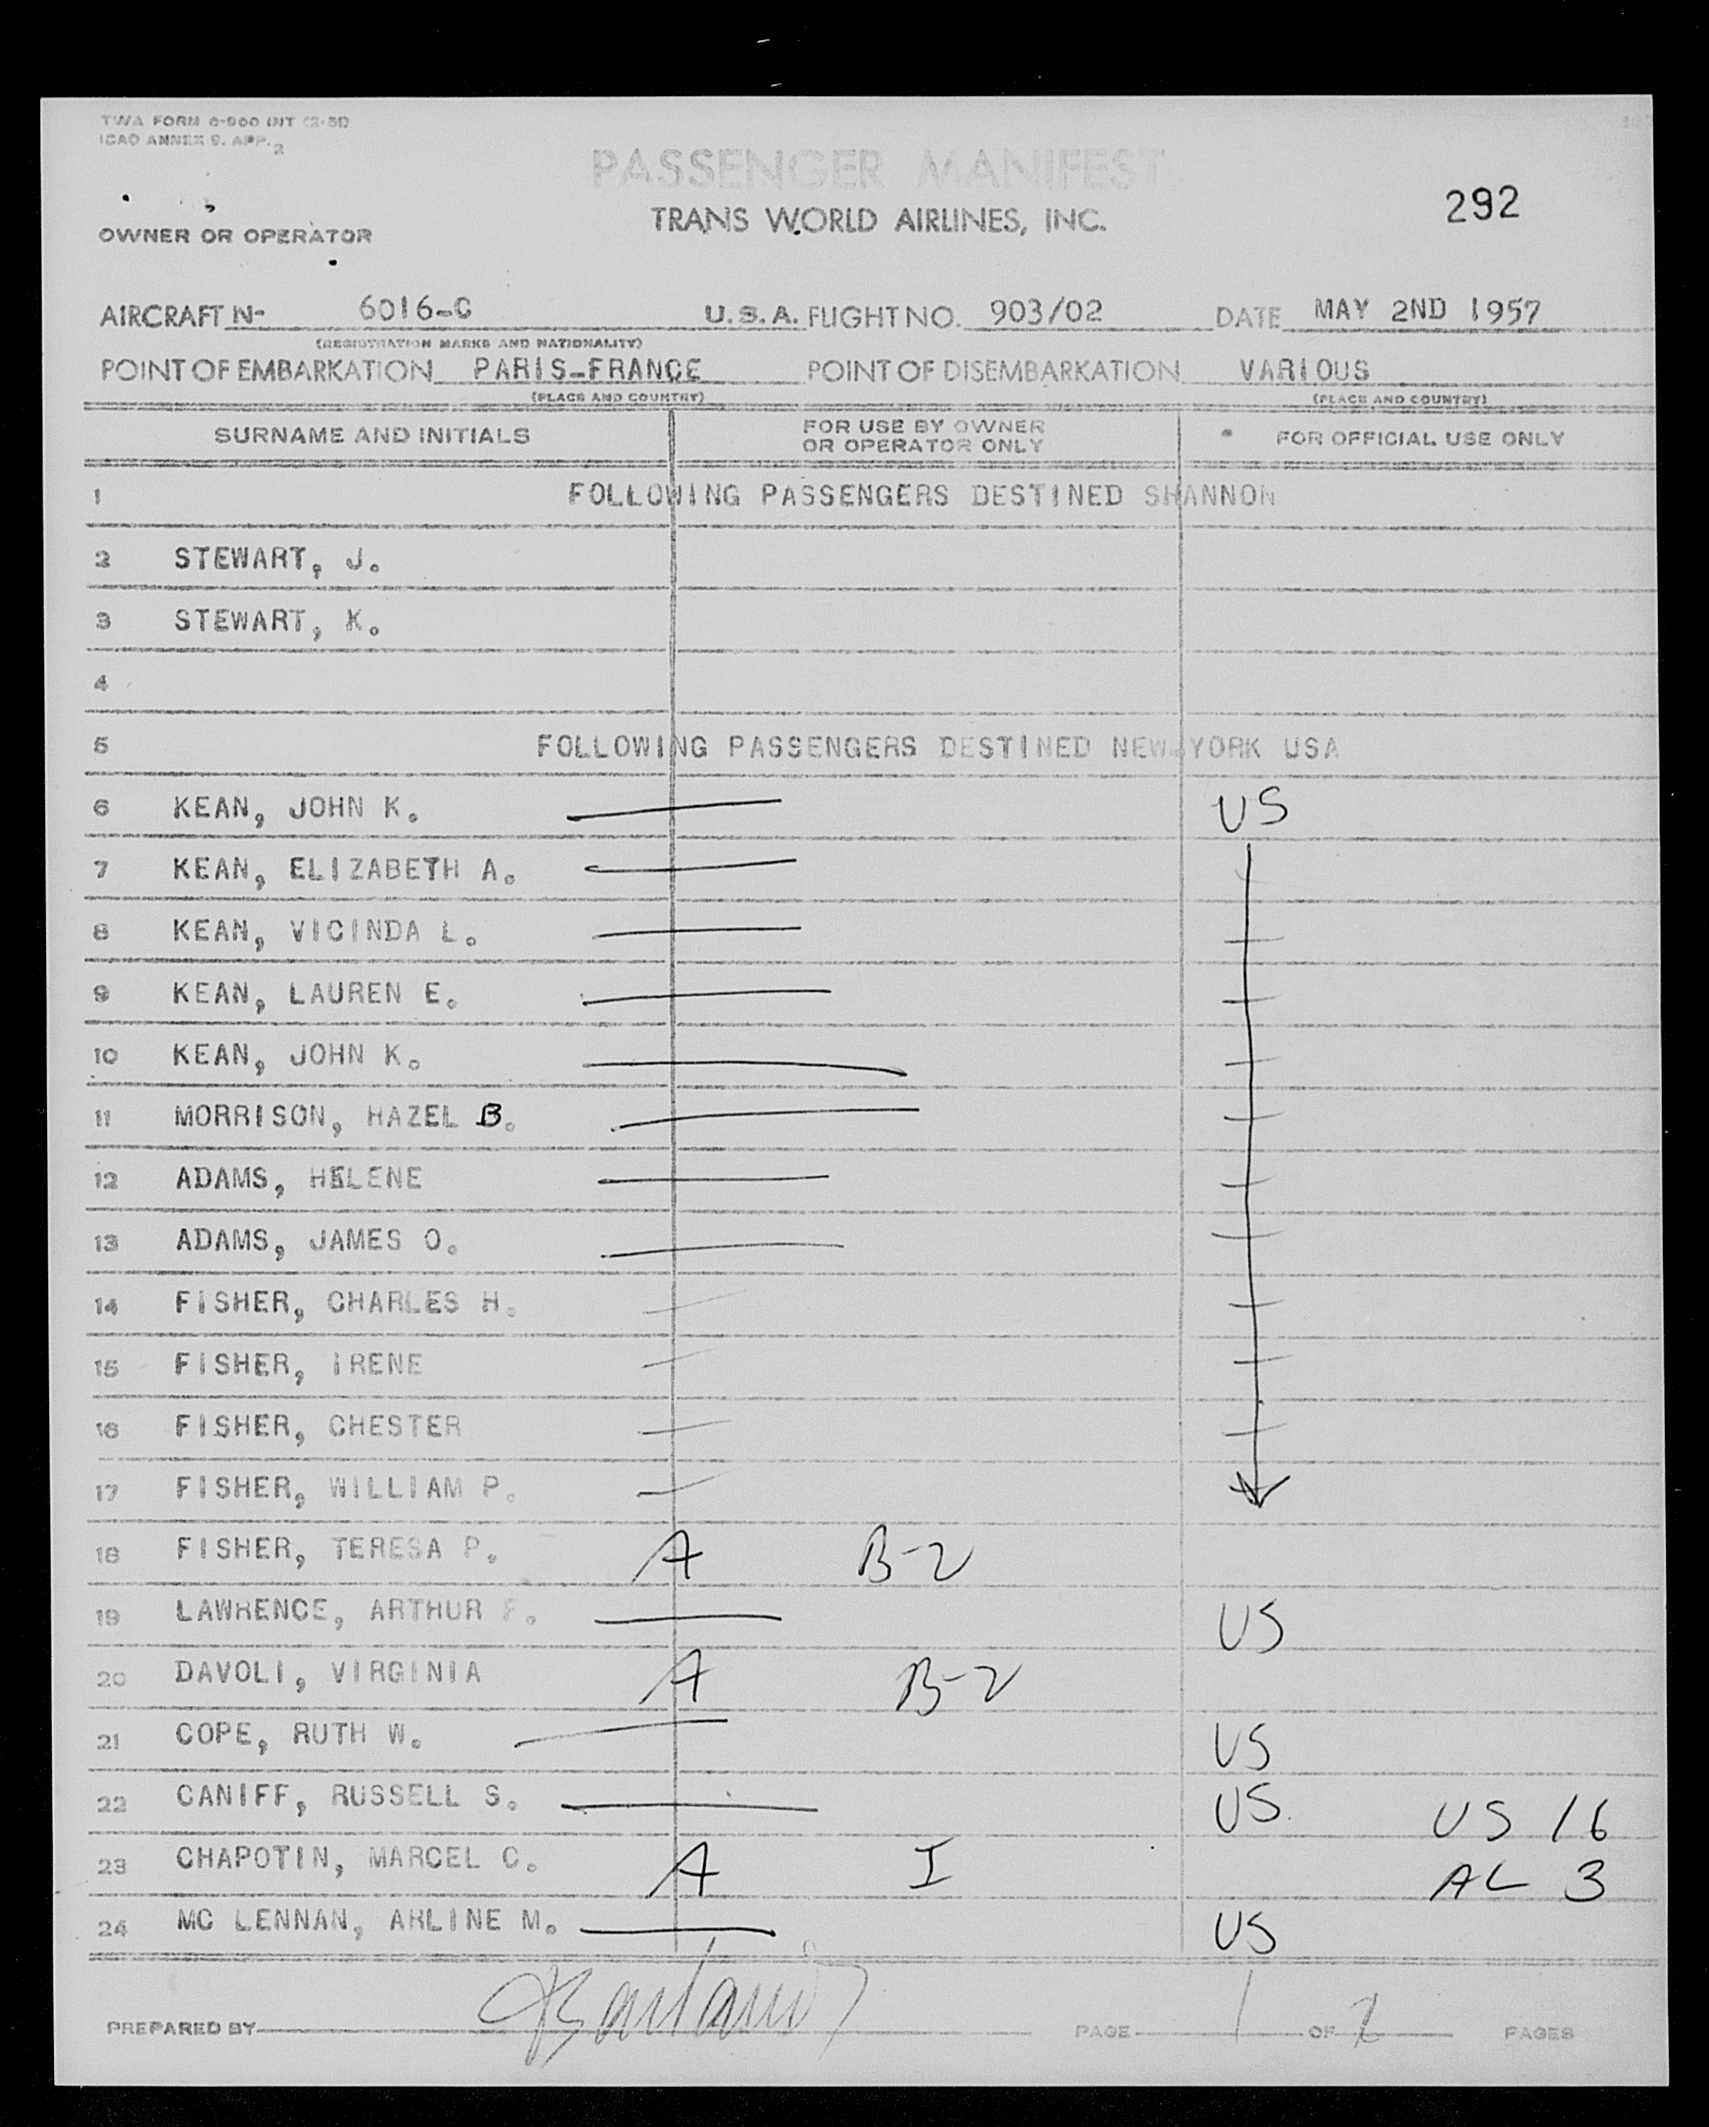 TWA FORM 6-900 INT (2-51)
ICAO ANNEX 9. APP. 2
PASSENGER MANIFEST
292
TRANS WORLD AIRLINES, INC.
OWNER OR OPERATOR
AIRCRAFT N- 6016-C U.S.A. FLIGHT NO. 903/02 DATE MAY 2ND 1957
(REGISTRATION MARKS AND NATIONALITY)
POINT OF EMBARKATION PARIS-FRANCE POINT OF DISEMBARKATION VARIOUS
(PLACE AND COUNTRY) (PLACE AND COUNTRY)
SURNAME AND INITIALS FOR USE BY OWNER OR OPERATOR ONLY FOR OFFICIAL USE ONLY
1 FOLLOWING PASSENGERS DESTINED SHANNON
2 STEWART, J.
3 STEWART, K.
4
5 FOLLOWING PASSENGERS DESTINED NEW-YORK USA
6 KEAN, JOHN K. US
7 KEAN, ELIZABETH A.
8 KEAN, VICINDA L.
9 KEAN, LAUREN E.
10 KEAN, JOHN K.
11 MORRISON, HAZEL B.
12 ADAMS, HELENE
13 ADAMS, JAMES O.
14 FISHER, CHARLES H.
15 FISHER, IRENE
16 FISHER, CHESTER
17 FISHER, WILLIAM P.
18 FISHER, TERESA P. A B-2
19 LAWRENCE, ARTHUR F. US
20 DAVOLI, VIRGINIA A B-2
21 COPE, RUTH W. US
22 CANIFF, RUSSELL S. US US 16
23 CHAPOTIN, MARCEL C. A I AL 3
24 MC LENNAN, ARLINE M. US
PREPARED BY PAGE 1 OF 2 PAGES